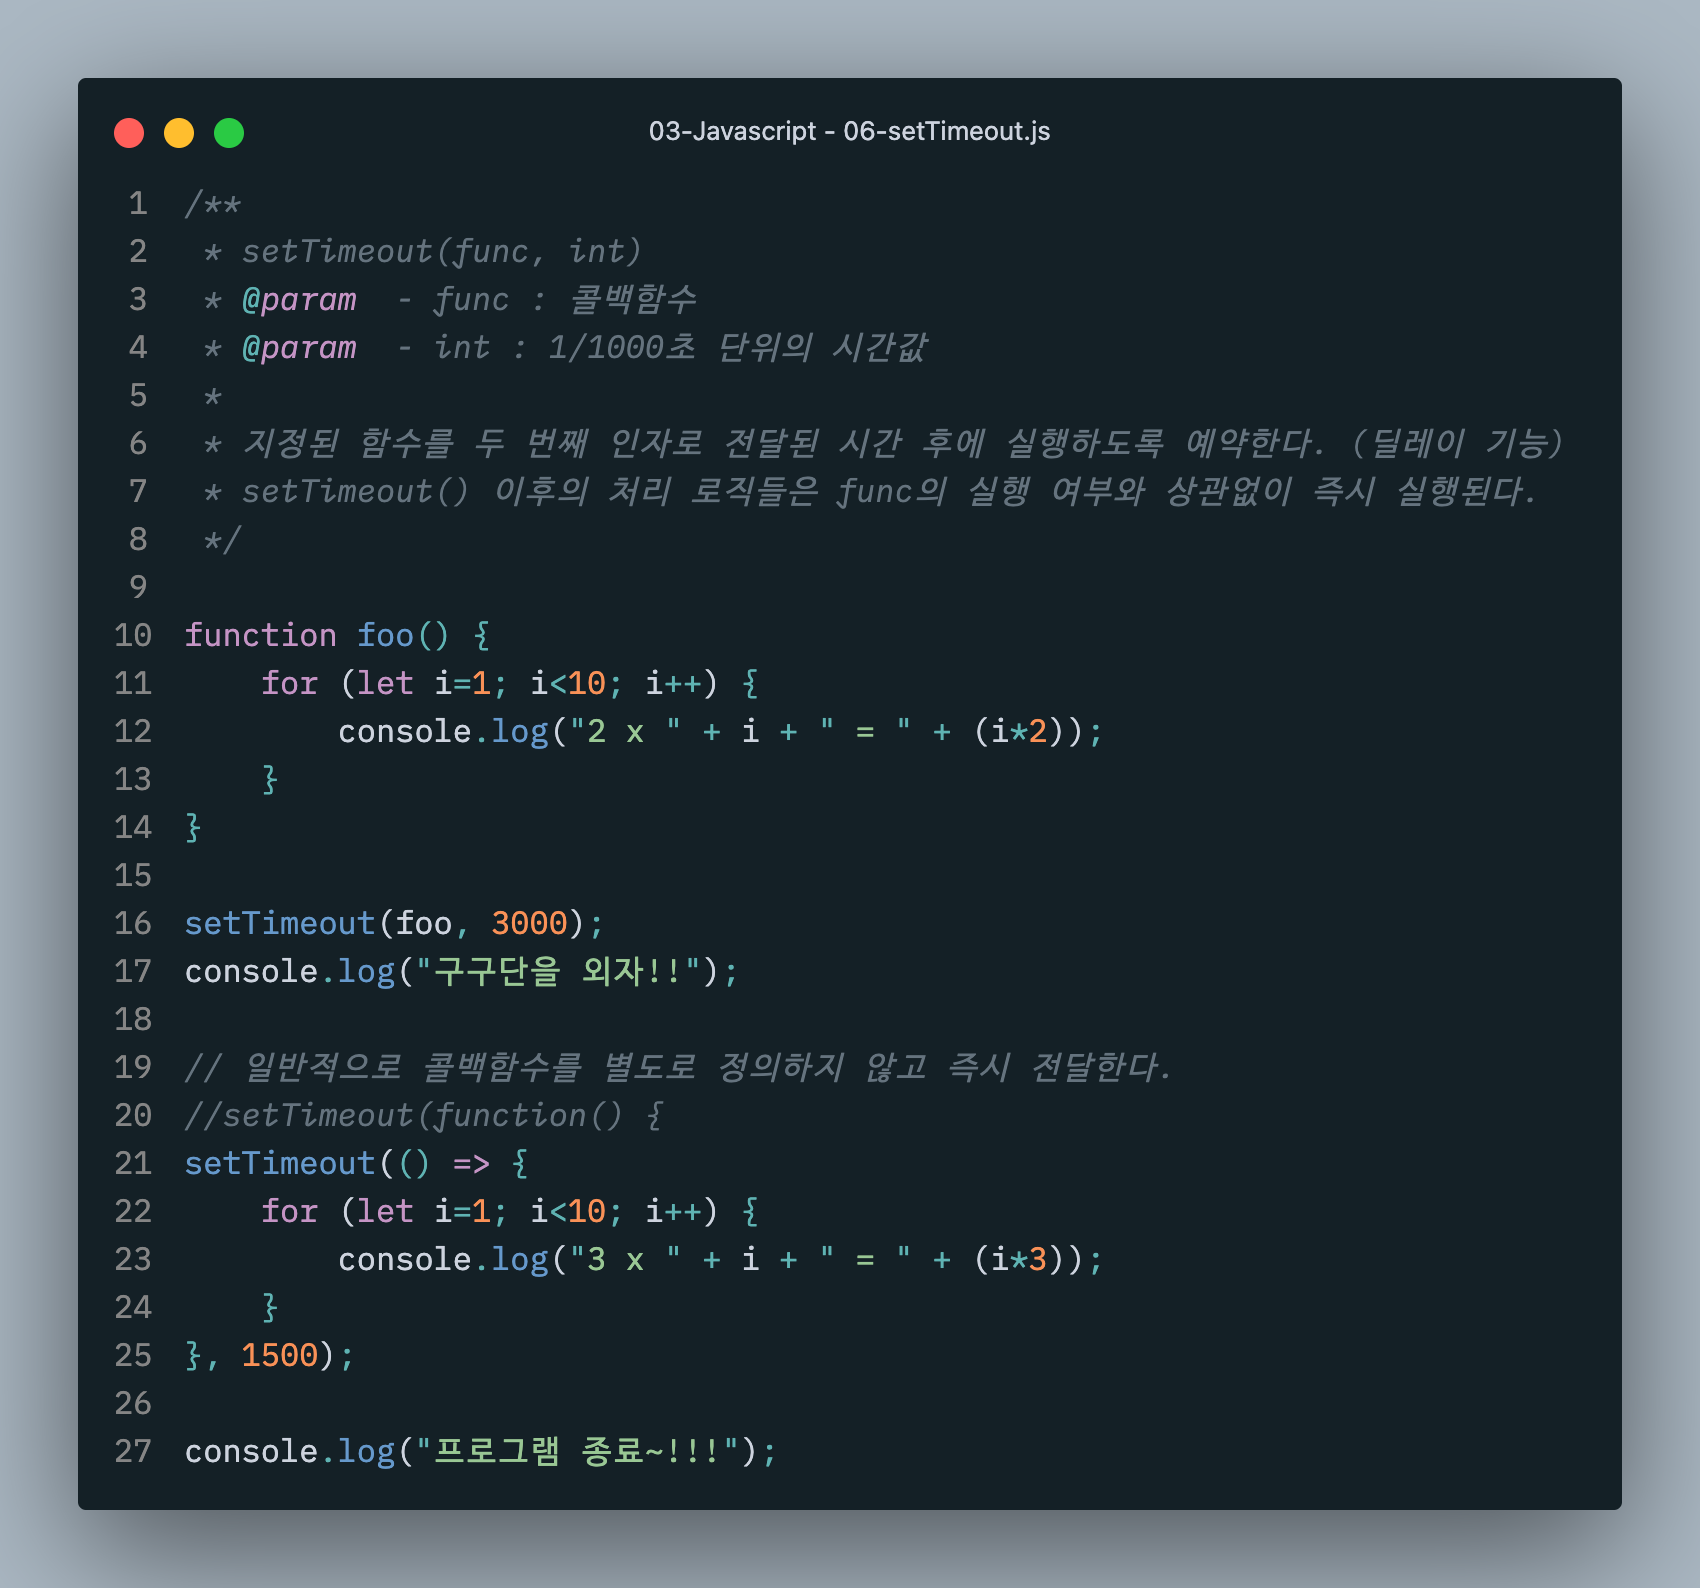 03-Javascript - 06-setTimeout.js
1 /**
2  * setTimeout(func, int)
3  * @param  - func : 콜백함수
4  * @param  - int : 1/1000초 단위의 시간값
5  *
6  * 지정된 함수를 두 번째 인자로 전달된 시간 후에 실행하도록 예약한다. (딜레이 기능)
7  * setTimeout() 이후의 처리 로직들은 func의 실행 여부와 상관없이 즉시 실행된다.
8  */
9
10 function foo() {
11     for (let i=1; i<10; i++) {
12         console.log("2 x " + i + " = " + (i*2));
13     }
14 }
15
16 setTimeout(foo, 3000);
17 console.log("구구단을 외자!!");
18
19 // 일반적으로 콜백함수를 별도로 정의하지 않고 즉시 전달한다.
20 //setTimeout(function() {
21 setTimeout(() => {
22     for (let i=1; i<10; i++) {
23         console.log("3 x " + i + " = " + (i*3));
24     }
25 }, 1500);
26
27 console.log("프로그램 종료~!!!");